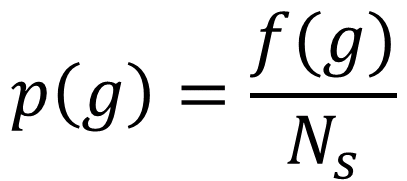 p(g) = f(g) / N_s